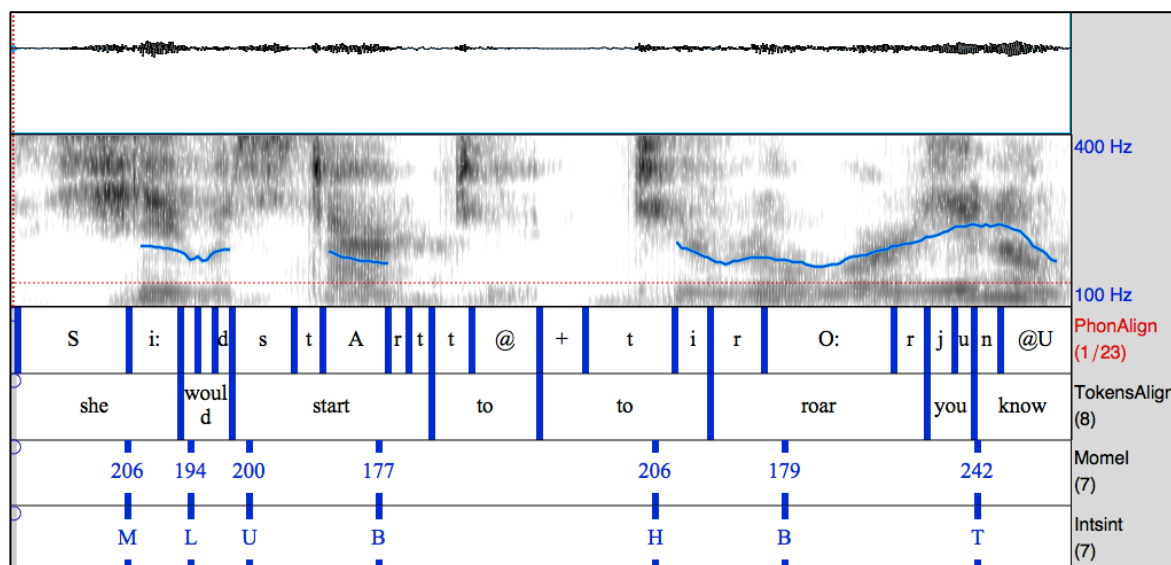 400 Hz
100 Hz
S i: d s t A r t t @ + t i r O: r j u n @U
PhonAlign
(1/23)
she would start to to roar you know
TokensAlign
(8)
206 194 200 177 206 179 242
Momel
(7)
M L U B H B T
Intsint
(7)